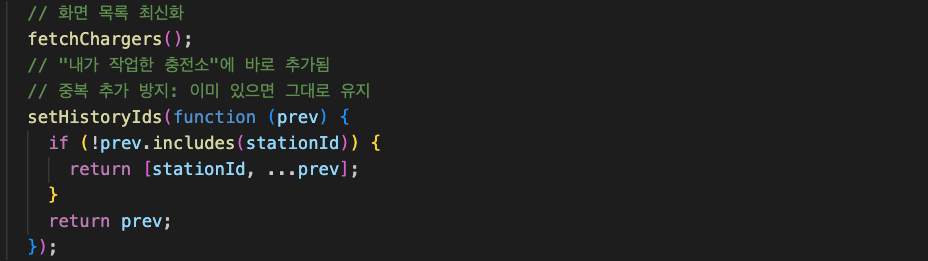 // 화면 목록 최신화
fetchChargers();
// "내가 작업한 충전소"에 바로 추가됨
// 중복 추가 방지: 이미 있으면 그대로 유지
setHistoryIds(function (prev) {
  if (!prev.includes(stationId)) {
    return [stationId, ...prev];
  }
  return prev;
});